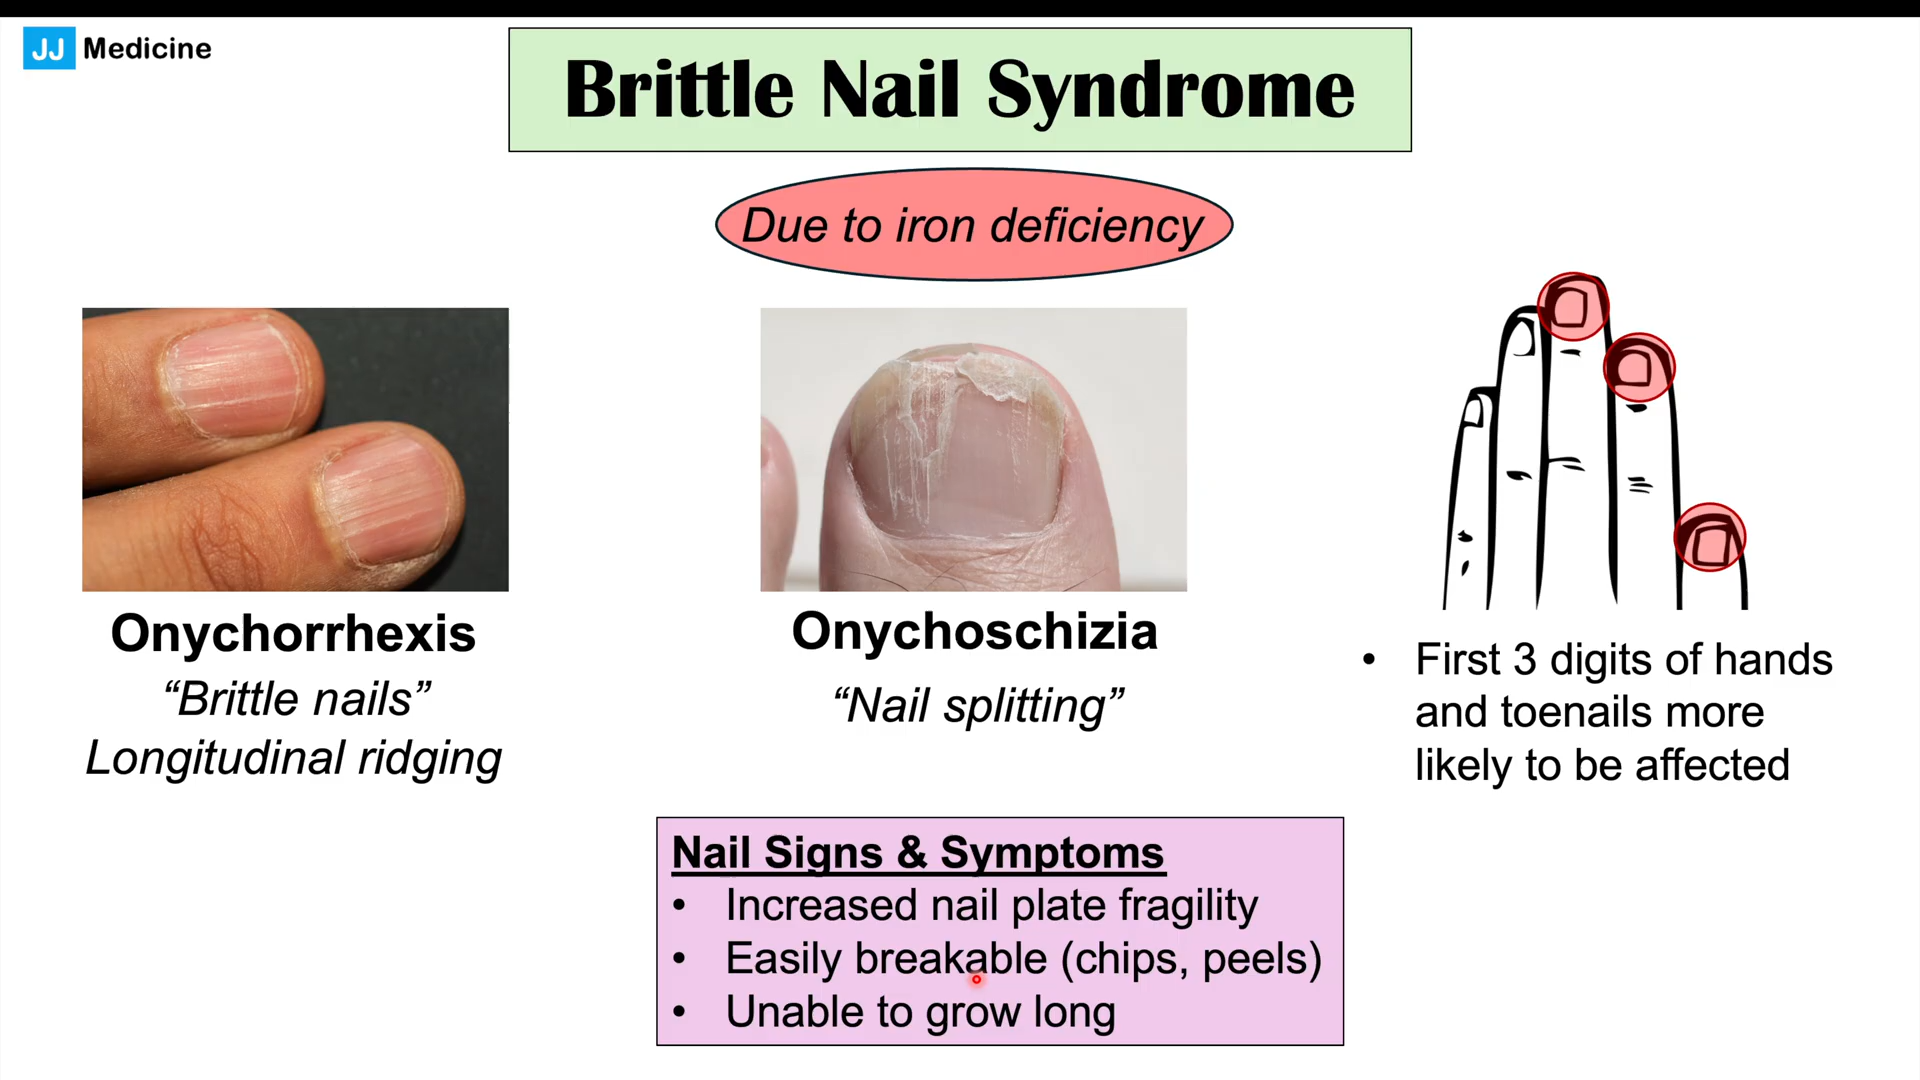 JJ Medicine
Brittle Nail Syndrome
Due to iron deficiency
Onychorrhexis
“Brittle nails”
Longitudinal ridging
Onychoschizia
“Nail splitting”
• First 3 digits of hands
and toenails more
likely to be affected
Nail Signs & Symptoms
• Increased nail plate fragility
• Easily breakable (chips, peels)
• Unable to grow long